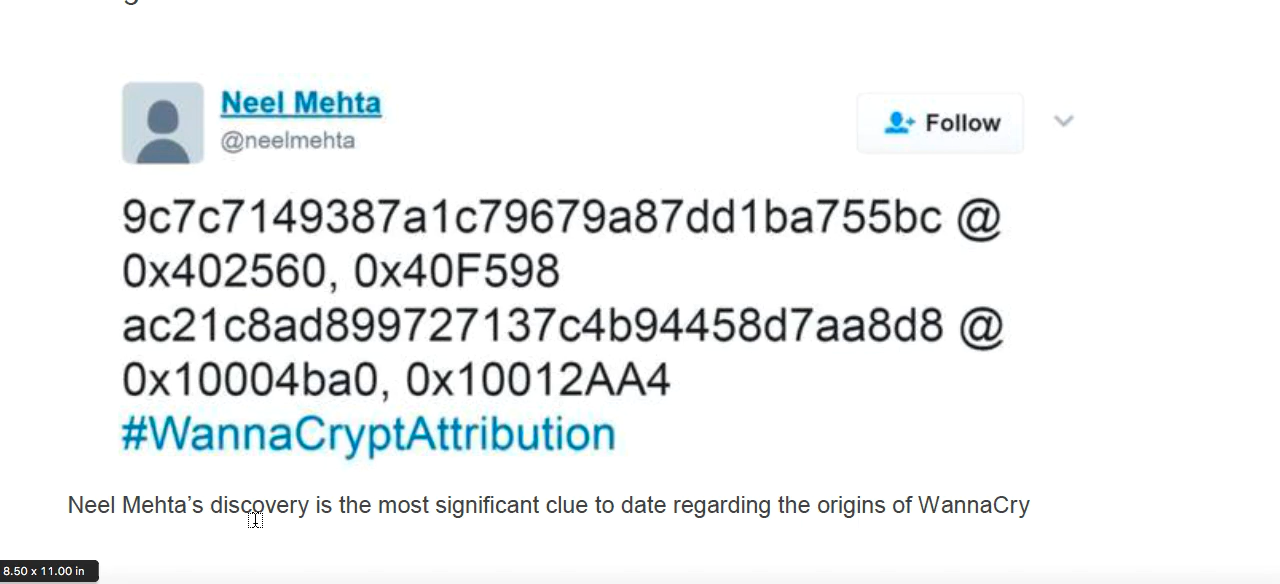 Neel Mehta
@neelmehta
Follow
9c7c7149387a1c79679a87dd1ba755bc @
0x402560, 0x40F598
ac21c8ad899727137c4b94458d7aa8d8 @
0x10004ba0, 0x10012AA4
#WannaCryptAttribution
Neel Mehta’s discovery is the most significant clue to date regarding the origins of WannaCry
8.50 x 11.00 in